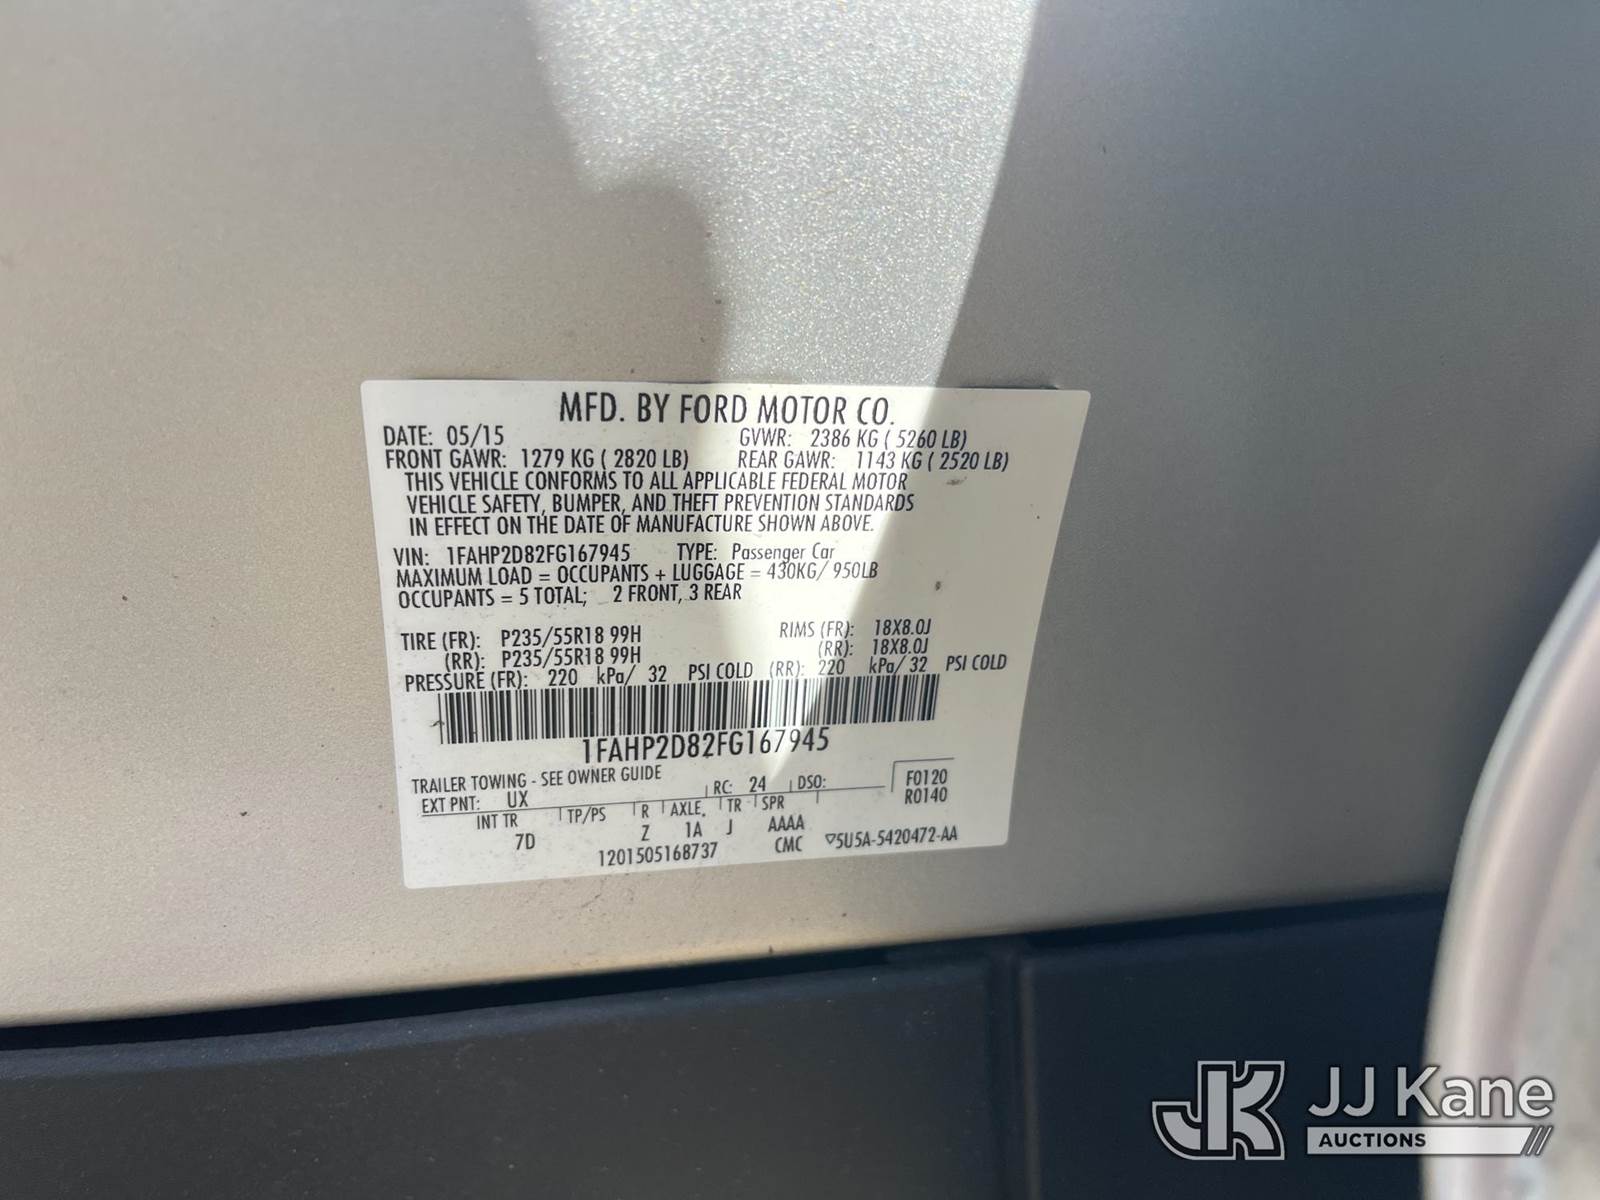 MFD. BY FORD MOTOR CO.
DATE: 05/15 GVWR: 2386 KG ( 5260 LB)
FRONT GAWR: 1279 KG ( 2820 LB) REAR GAWR: 1143 KG ( 2520 LB)
THIS VEHICLE CONFORMS TO ALL APPLICABLE FEDERAL MOTOR
VEHICLE SAFETY, BUMPER, AND THEFT PREVENTION STANDARDS
IN EFFECT ON THE DATE OF MANUFACTURE SHOWN ABOVE.
VIN: 1FAHP2D82FG167945 TYPE: Passenger Car
MAXIMUM LOAD = OCCUPANTS + LUGGAGE = 430KG/ 950LB
OCCUPANTS = 5 TOTAL; 2 FRONT, 3 REAR
TIRE (FR): P235/55R18 99H RIMS (FR): 18X8.0J
(RR): P235/55R18 99H (RR): 18X8.0J
PRESSURE (FR): 220 kPa/ 32 PSI COLD (RR): 220 kPa/ 32 PSI COLD
1FAHP2D82FG167945
TRAILER TOWING - SEE OWNER GUIDE
EXT PNT: UX RC: 24 DSO: F0120
INT TR TP/PS R AXLE, TR SPR R0140
7D Z 1A J AAAA
1201505168737 CMC ▽5U5A-5420472-AA
JK JJ Kane
AUCTIONS